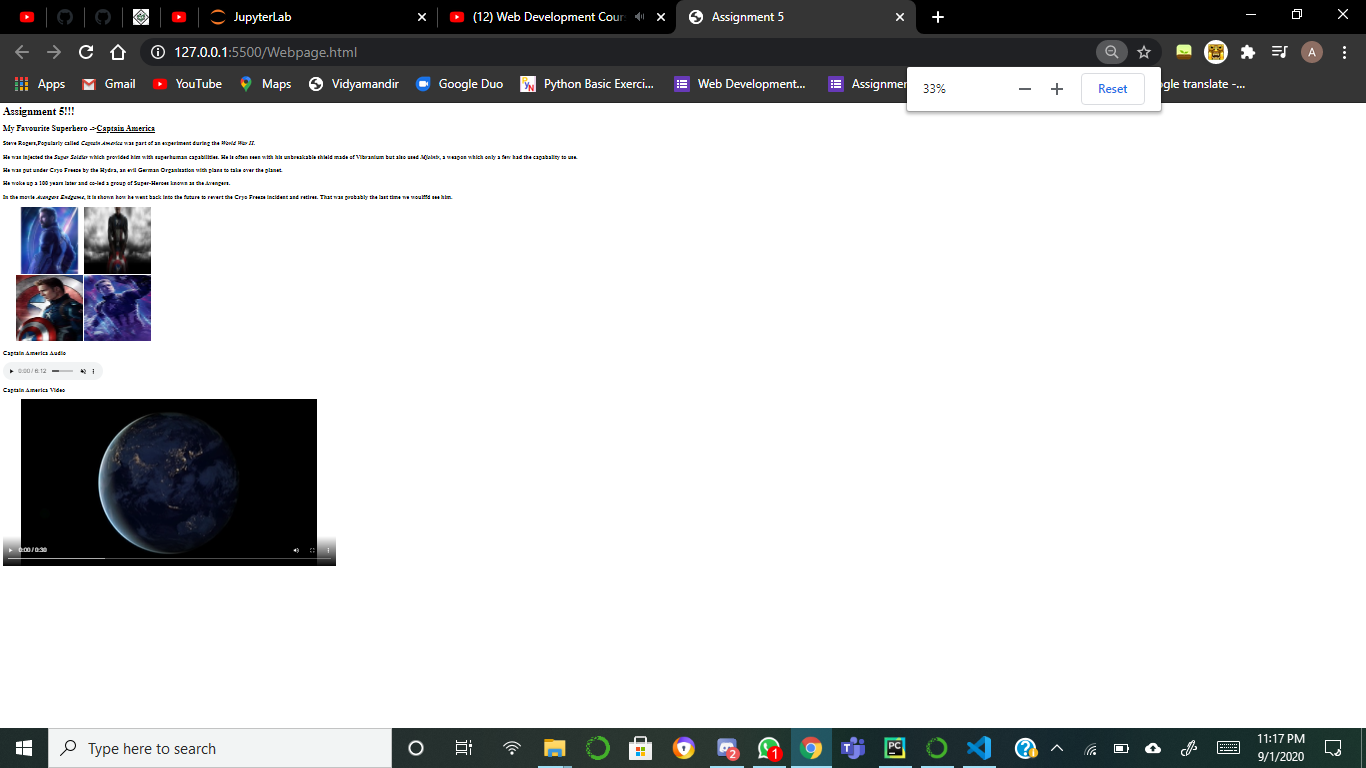 JupyterLab
(12) Web Development Cour
Assignment 5
127.0.0.1:5500/Webpage.html
A
Apps
Gmail
YouTube
Maps
Vidyamandir
Google Duo
Python Basic Exerci...
Web Development...
Assignmen
gle translate -...
33%
Reset
Assignment 5!!!
My Favourite Superhero ->Captain America
Steve Rogers,Popularly called Captain America was part of an experiment during the World War II.
He was injected the Super Soldier which provided him with superhuman capabilities. He is often seen with his unbreakable shield made of Vibranium but also used Mjolnir, a weapon which only a few had the capabality to use.
He was put under Cryo Freeze by the Hydra, an evil German Organisation with plans to take over the planet.
He woke up a 100 years later and co-led a group of Super-Heroes known as the Avengers.
In the movie Avengers Endgame, it is shown how he went back into the future to revert the Cryo Freeze incident and retires. That was probably the last time we see him.
Captain America Audio
0:00 / 6:12
Captain America Video
0:00 / 0:30
Type here to search
2
1
PC
11:17 PM
9/1/2020